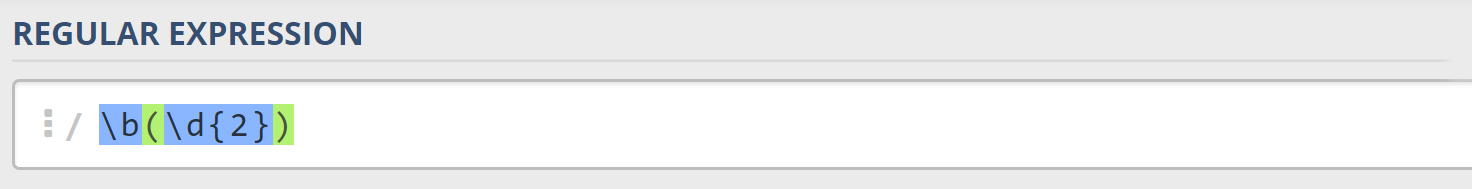 REGULAR EXPRESSION
/ \b(\d{2})